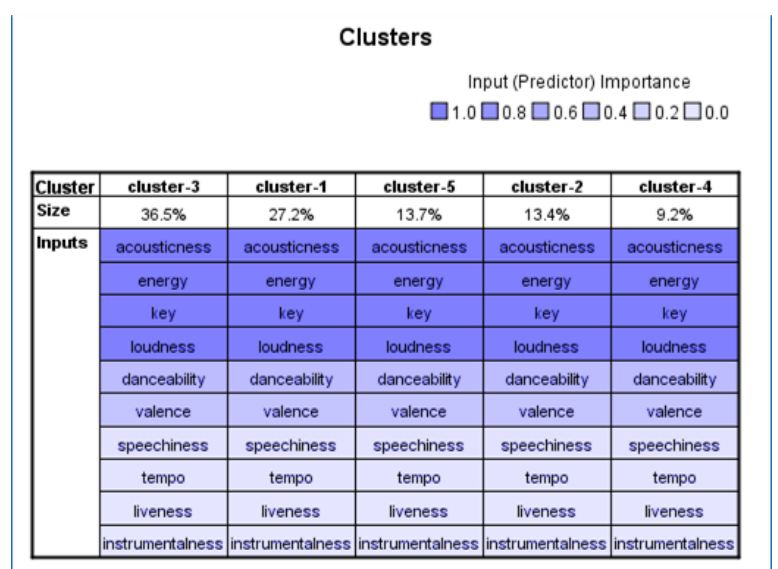 Clusters
Input (Predictor) Importance
1.0 0.8 0.6 0.4 0.2 0.0
Cluster cluster-3 cluster-1 cluster-5 cluster-2 cluster-4
Size 36.5% 27.2% 13.7% 13.4% 9.2%
Inputs acousticness acousticness acousticness acousticness acousticness
energy energy energy energy energy
key key key key key
loudness loudness loudness loudness loudness
danceability danceability danceability danceability danceability
valence valence valence valence valence
speechiness speechiness speechiness speechiness speechiness
tempo tempo tempo tempo tempo
liveness liveness liveness liveness liveness
instrumentalness instrumentalness instrumentalness instrumentalness instrumentalness